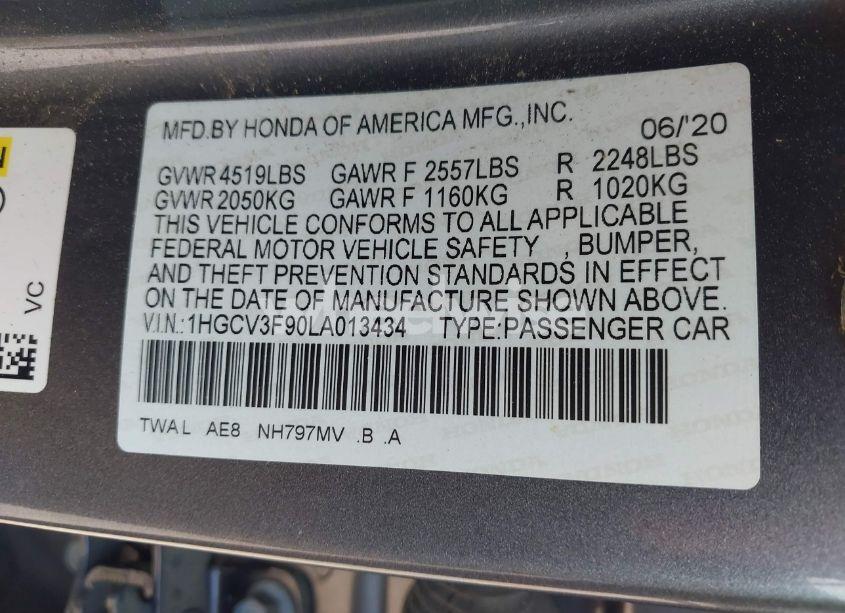 MFD.BY HONDA OF AMERICA MFG.,INC. 06/'20
GVWR 4519LBS GAWR F 2557LBS R 2248LBS
GVWR 2050KG GAWR F 1160KG R 1020KG
THIS VEHICLE CONFORMS TO ALL APPLICABLE
FEDERAL MOTOR VEHICLE SAFETY , BUMPER,
AND THEFT PREVENTION STANDARDS IN EFFECT
ON THE DATE OF MANUFACTURE SHOWN ABOVE.
V.I.N.:1HGCV3F90LA013434 TYPE:PASSENGER CAR
TWAL AE8 NH797MV .B .A
VC